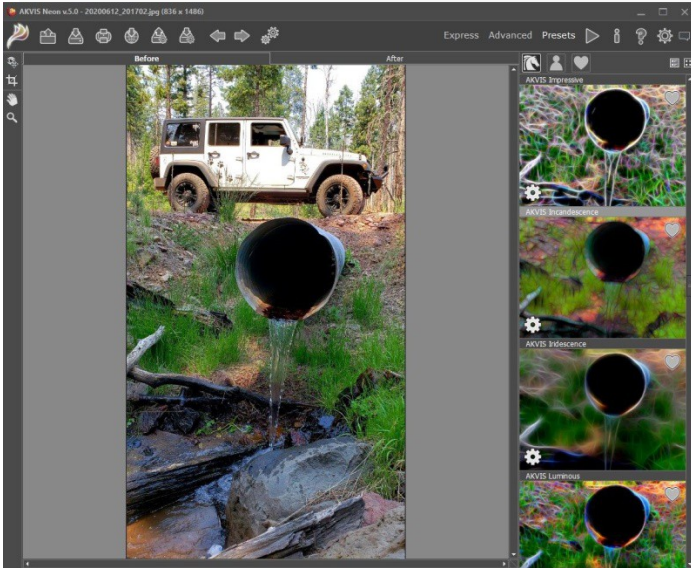 AKVIS Neon v.5.0 - 20200612_201702.jpg (836 x 1486)
Express Advanced Presets
Before After
AKVIS Impressive
AKVIS Incandescence
AKVIS Iridescence
AKVIS Luminous